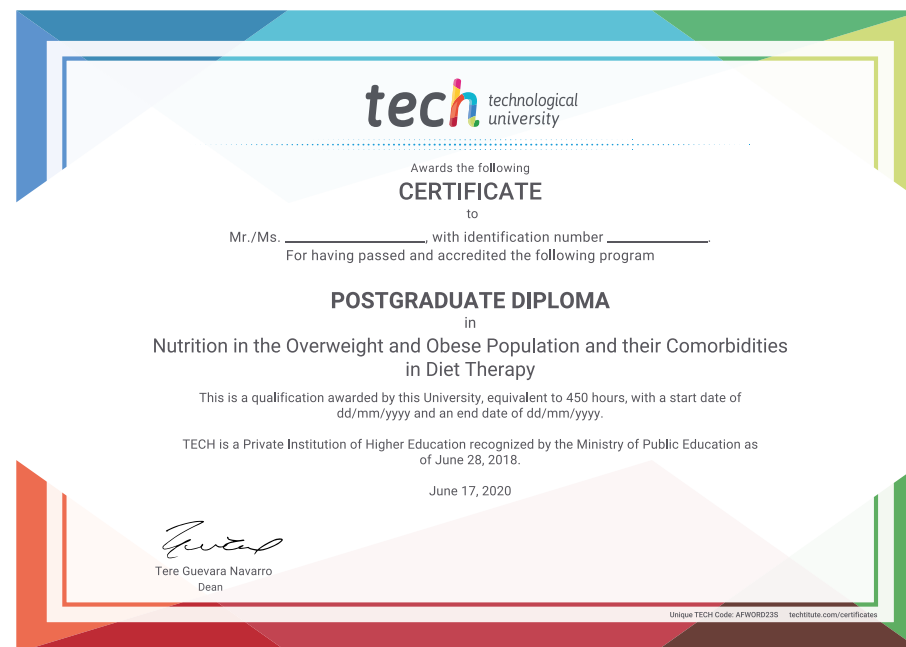 tech technological
university
Awards the following
CERTIFICATE
to
Mr./Ms. ____________________, with identification number ______________.
For having passed and accredited the following program
POSTGRADUATE DIPLOMA
in
Nutrition in the Overweight and Obese Population and their Comorbidities
in Diet Therapy
This is a qualification awarded by this University, equivalent to 450 hours, with a start date of
dd/mm/yyyy and an end date of dd/mm/yyyy.
TECH is a Private Institution of Higher Education recognized by the Ministry of Public Education as
of June 28, 2018.
June 17, 2020
Tere Guevara Navarro
Dean
Unique TECH Code: AFWORD23S techtitute.com/certificates